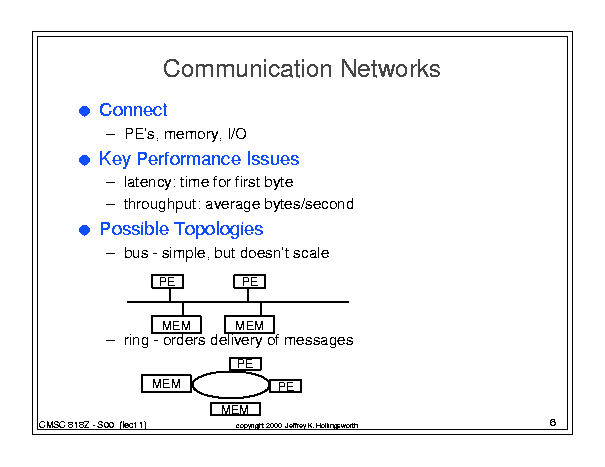 Communication Networks
Connect
– PE's, memory, I/O
Key Performance Issues
– latency: time for first byte
– throughput: average bytes/second
Possible Topologies
– bus - simple, but doesn't scale
PE PE
MEM MEM
– ring - orders delivery of messages
PE
MEM PE
MEM
CMSC 818Z - S00 (lect 1) copyright 2000 Jeffrey K. Hollingsworth 6